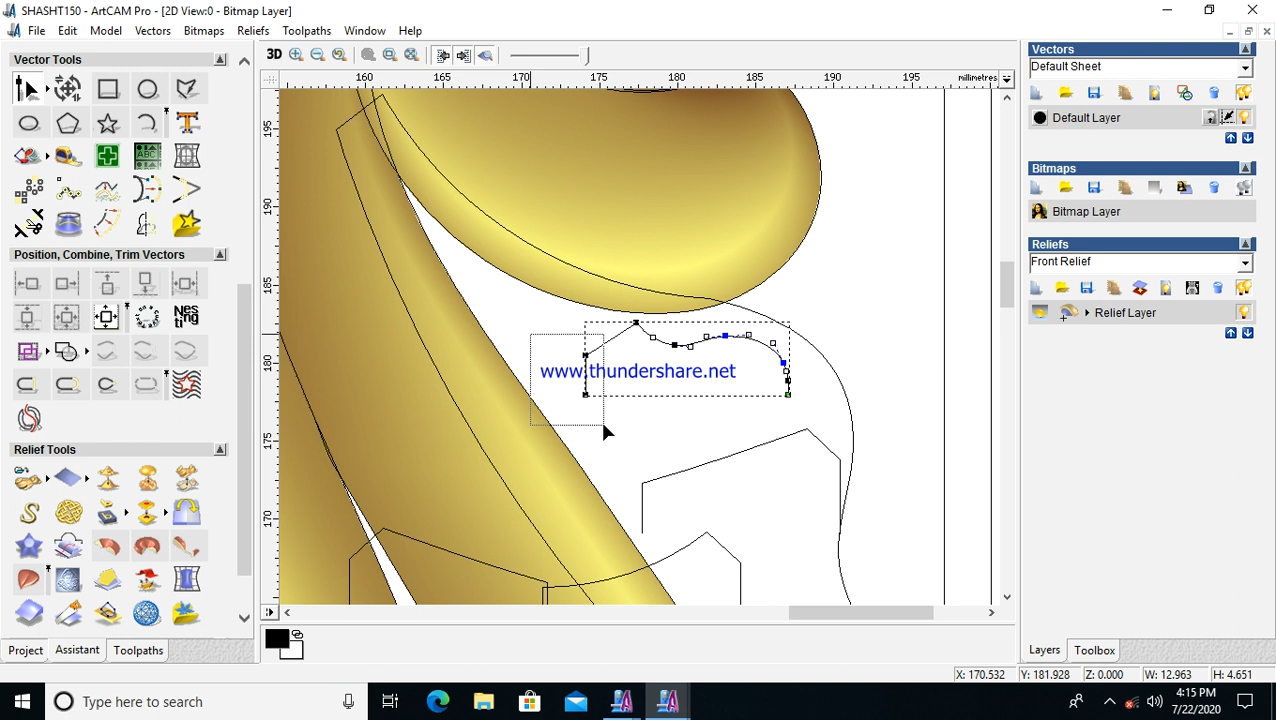 SHASHT150 - ArtCAM Pro - [2D View:0 - Bitmap Layer]
File Edit Model Vectors Bitmaps Reliefs Toolpaths Window Help
Vector Tools
3D
160 165 170 175 180 185 190 195 millimetres
195
190
185
180
175
170
ABC
Position, Combine, Trim Vectors
Nes
ti
Relief Tools
www.thundershare.net
Project Assistant Toolpaths
Vectors
Default Sheet
Default Layer
Bitmaps
Bitmap Layer
Reliefs
Front Relief
Relief Layer
Layers Toolbox
X: 170.532 Y: 181.928 Z: 0.000 W: 12.963 H: 4.651
Type here to search
4:15 PM
7/22/2020